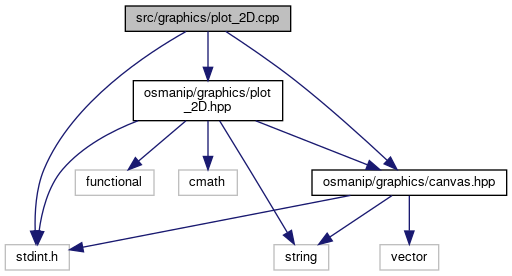 src/graphics/plot_2D.cpp
osmanip/graphics/plot
_2D.hpp
functional
cmath
osmanip/graphics/canvas.hpp
stdint.h
string
vector